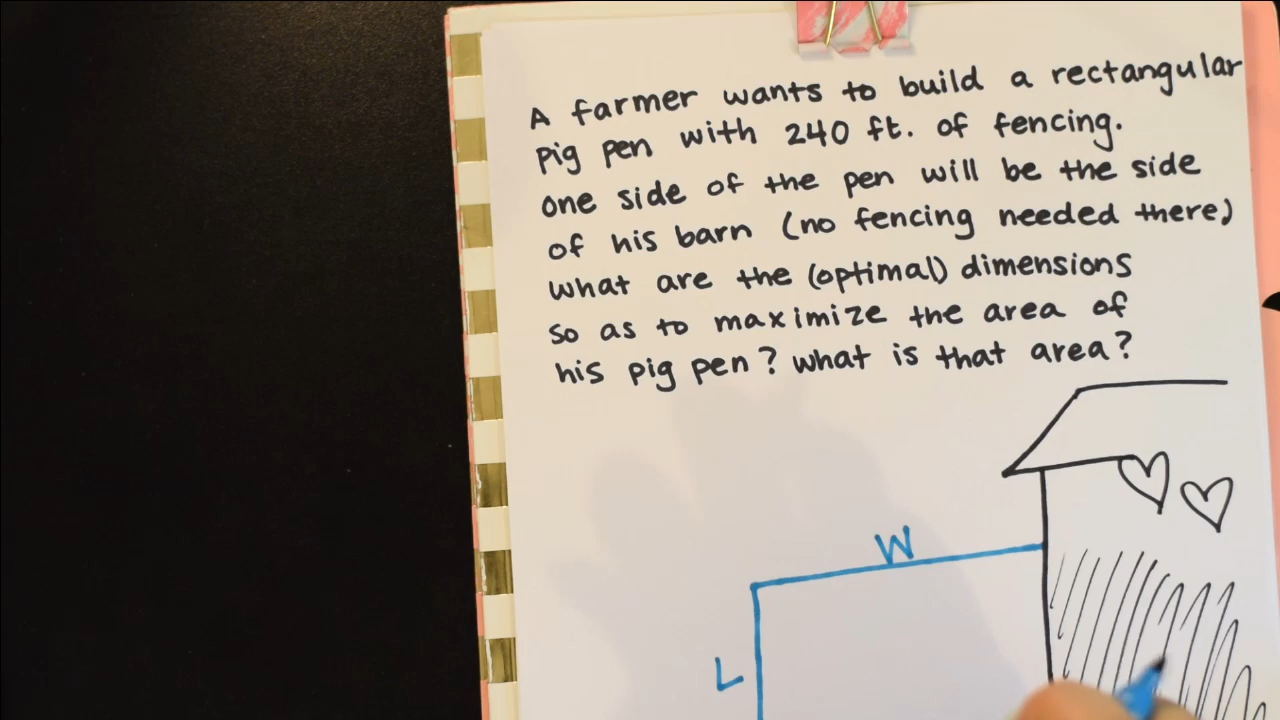 A farmer wants to build a rectangular
pig pen with 240 ft. of fencing.
one side of the pen will be the side
of his barn (no fencing needed there)
what are the (optimal) dimensions
so as to maximize the area of
his pig pen? what is that area?
W
L